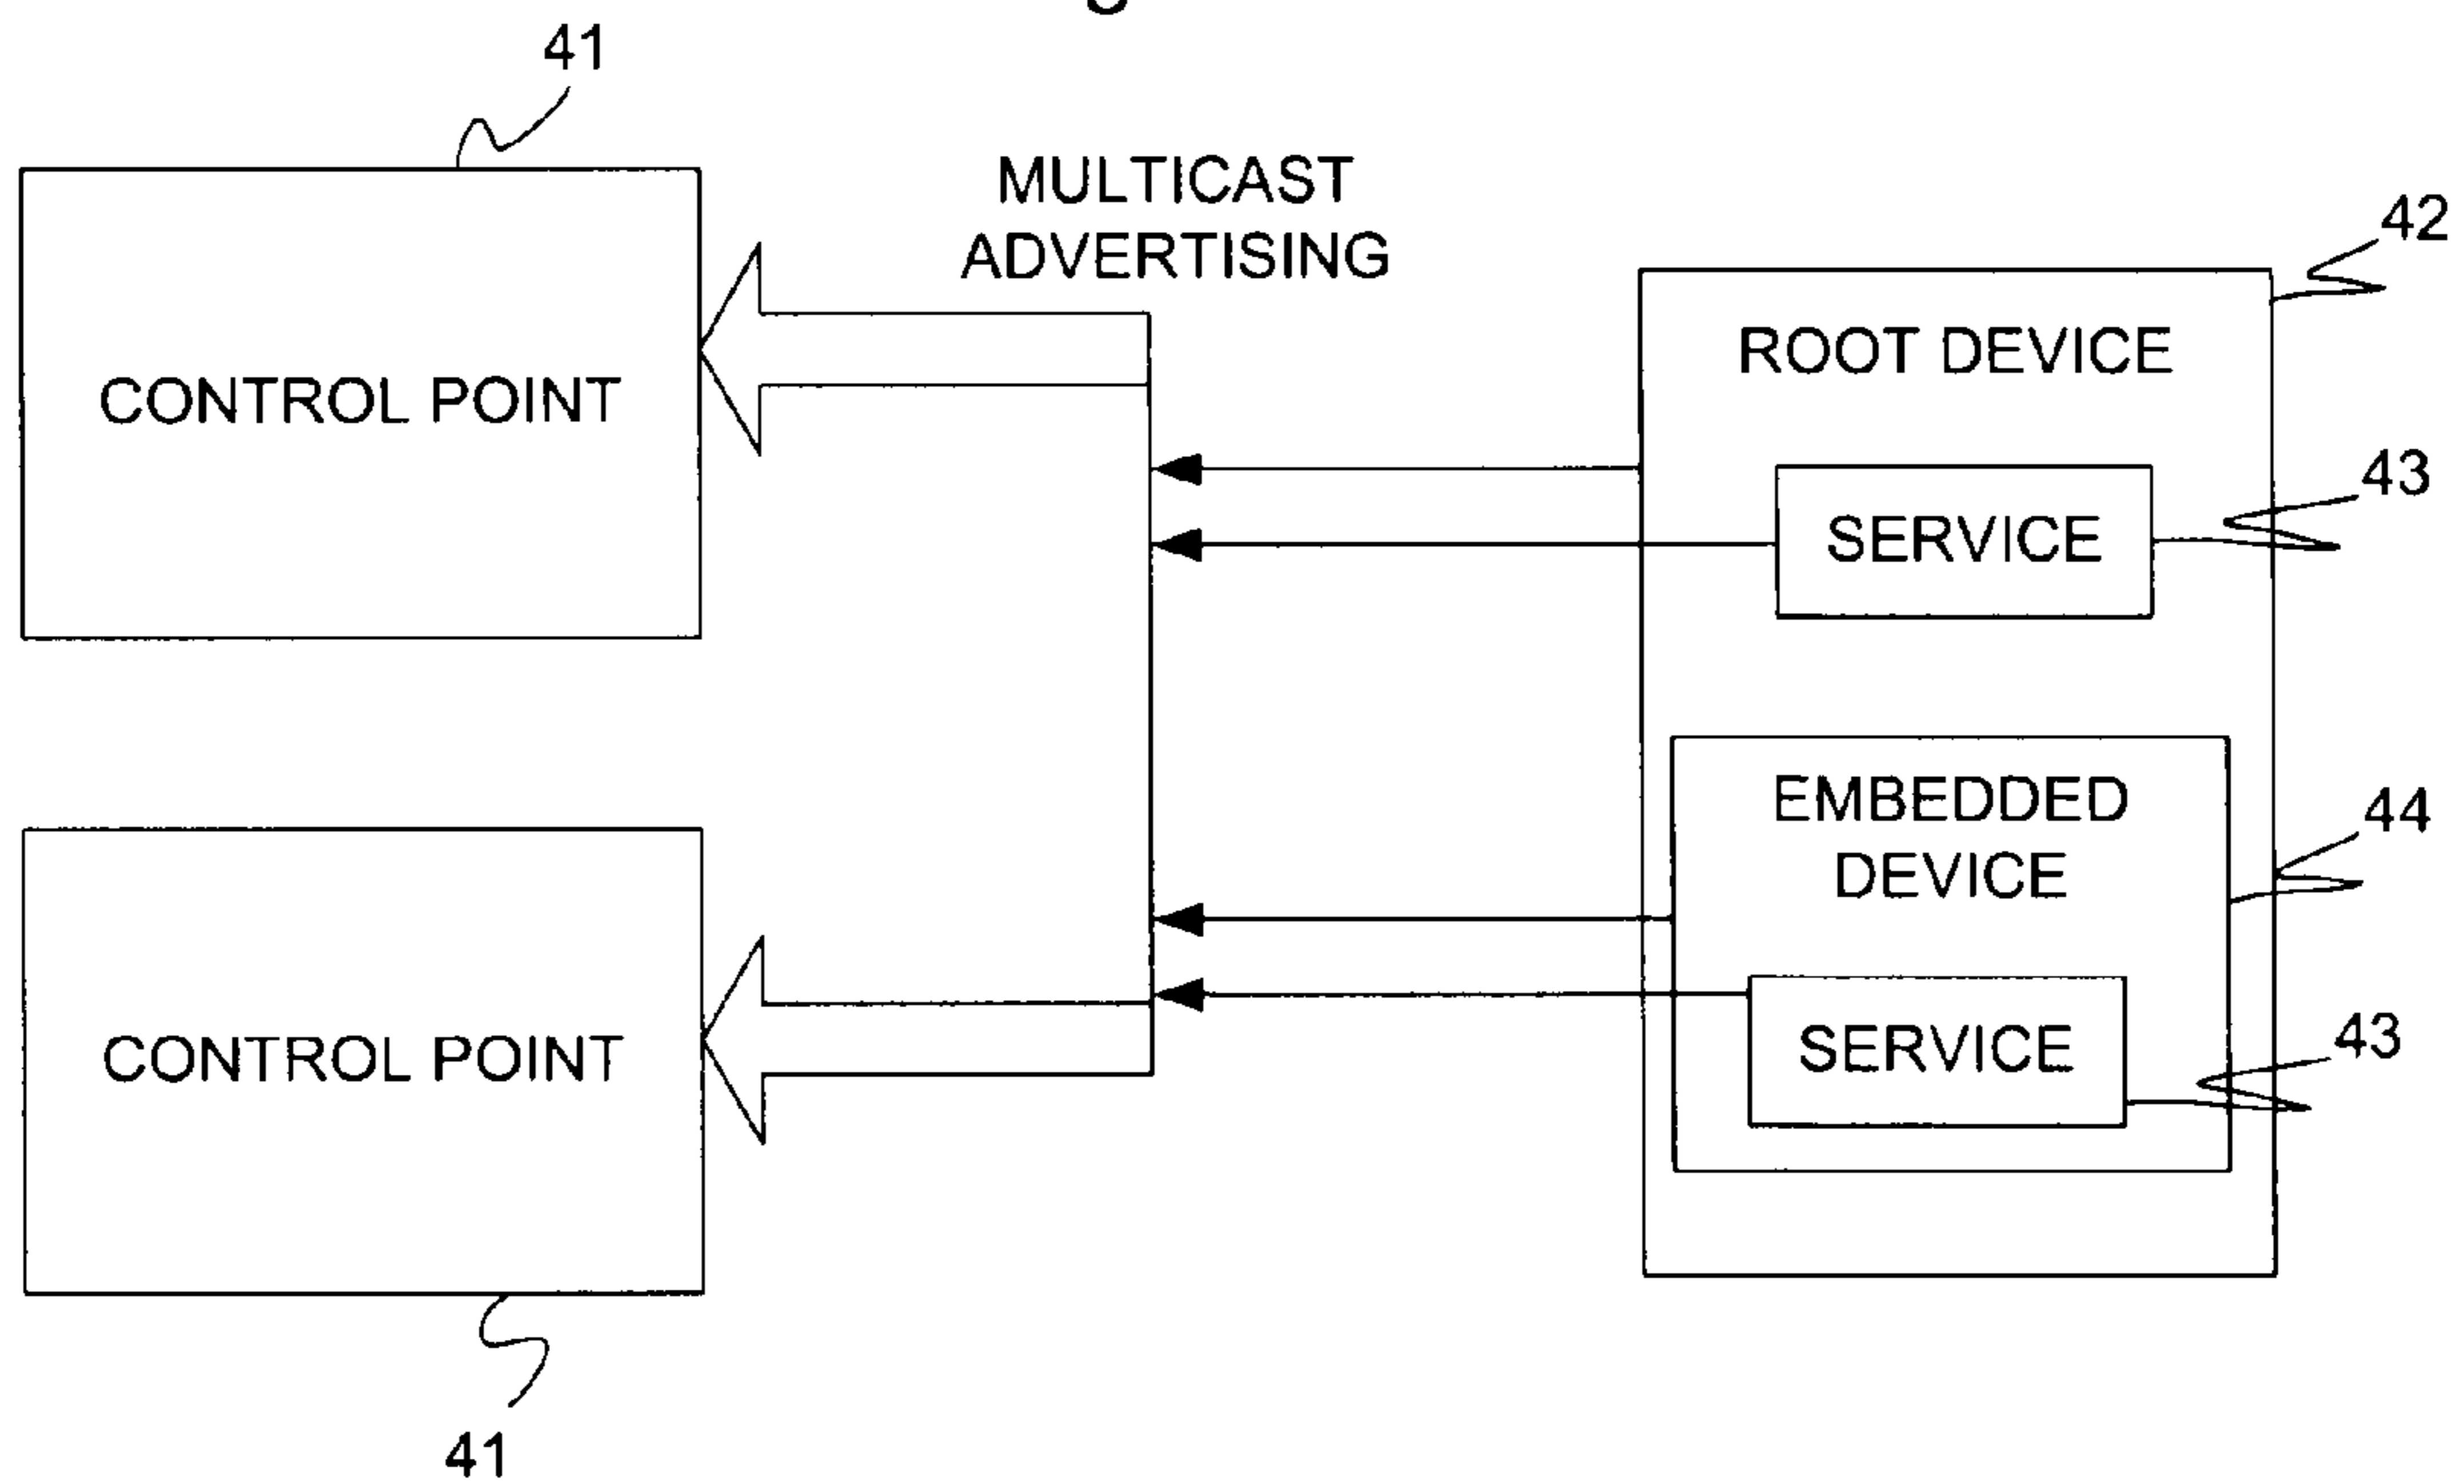 41
MULTICAST
ADVERTISING
42
CONTROL POINT
ROOT DEVICE
43
SERVICE
EMBEDDED
DEVICE
44
CONTROL POINT
SERVICE
43
41